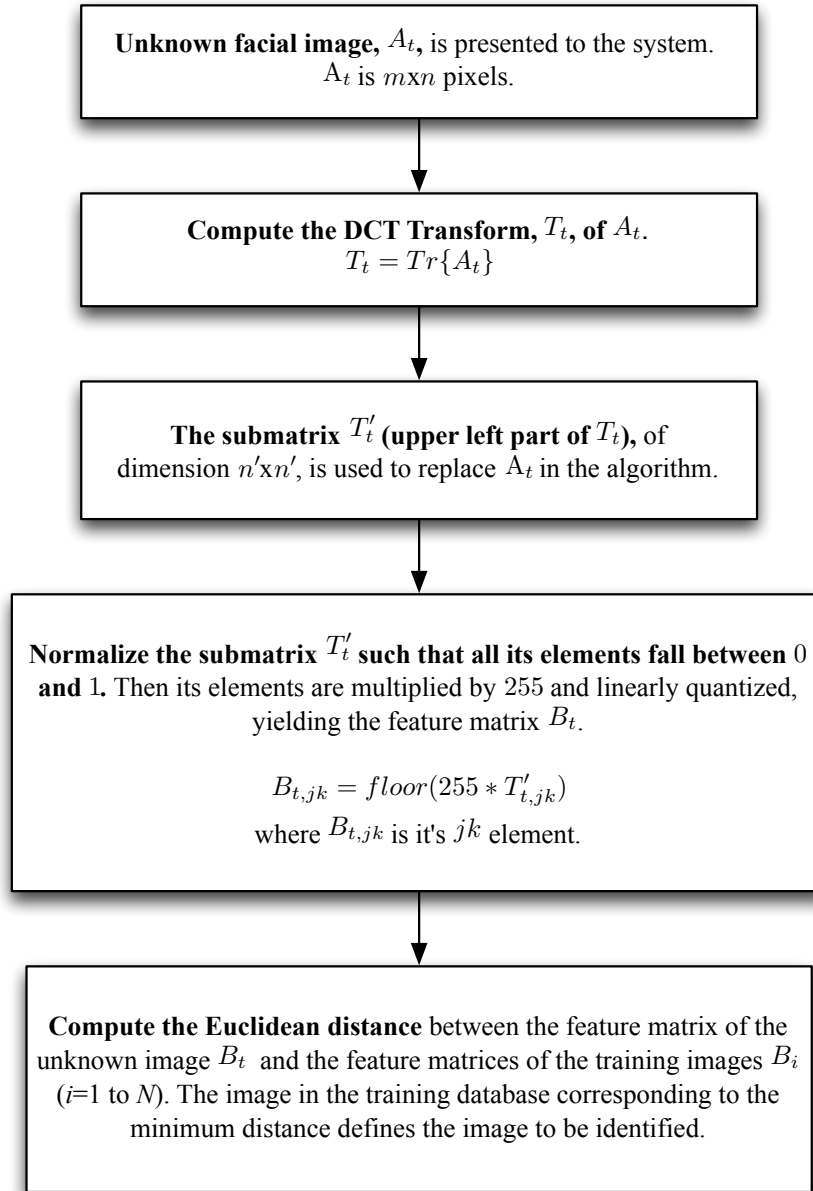 Unknown facial image, A_t, is presented to the system.
A_t is mxn pixels.
Compute the DCT Transform, T_t, of A_t.
T_t = Tr{A_t}
The submatrix T'_t (upper left part of T_t), of
dimension n'xn', is used to replace A_t in the algorithm.
Normalize the submatrix T'_t such that all its elements fall between 0
and 1. Then its elements are multiplied by 255 and linearly quantized,
yielding the feature matrix B_t.
B_{t,jk} = floor(255 * T'_{t,jk})
where B_{t,jk} is it's jk element.
Compute the Euclidean distance between the feature matrix of the
unknown image B_t and the feature matrices of the training images B_i
(i=1 to N). The image in the training database corresponding to the
minimum distance defines the image to be identified.